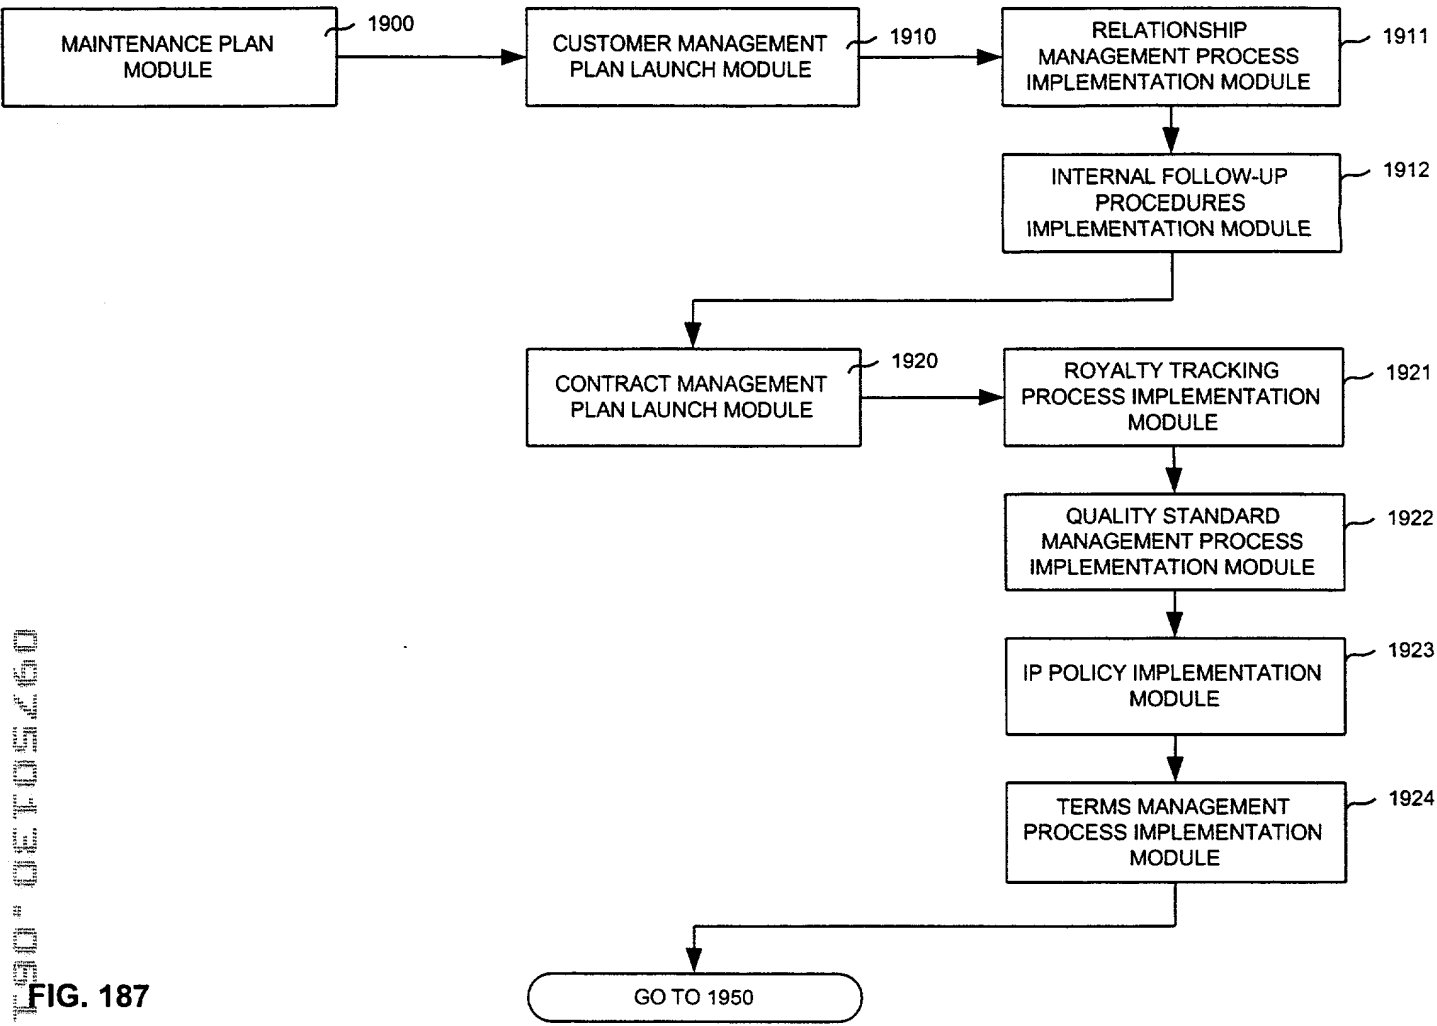 MAINTENANCE PLAN
MODULE
1900
CUSTOMER MANAGEMENT
PLAN LAUNCH MODULE
1910
RELATIONSHIP
MANAGEMENT PROCESS
IMPLEMENTATION MODULE
1911
INTERNAL FOLLOW-UP
PROCEDURES
IMPLEMENTATION MODULE
1912
CONTRACT MANAGEMENT
PLAN LAUNCH MODULE
1920
ROYALTY TRACKING
PROCESS IMPLEMENTATION
MODULE
1921
QUALITY STANDARD
MANAGEMENT PROCESS
IMPLEMENTATION MODULE
1922
IP POLICY IMPLEMENTATION
MODULE
1923
TERMS MANAGEMENT
PROCESS IMPLEMENTATION
MODULE
1924
GO TO 1950
FIG. 187